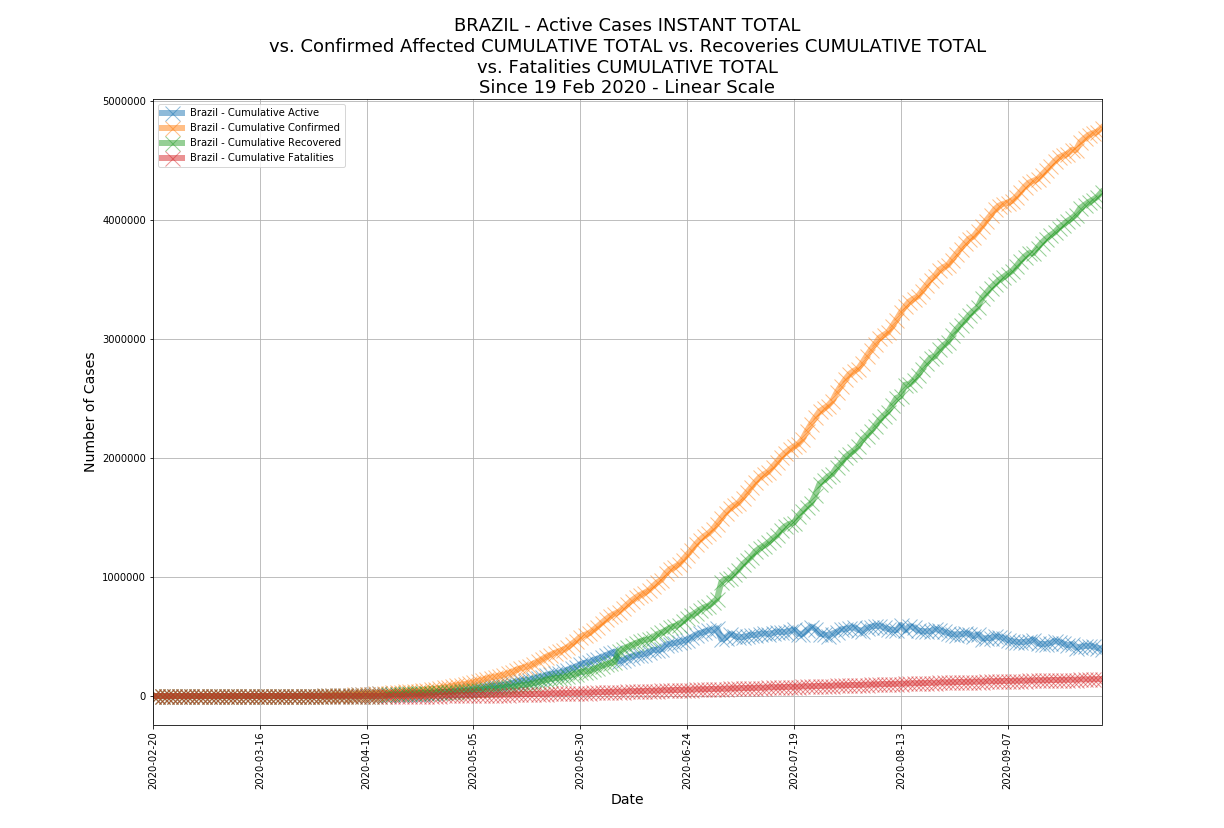 BRAZIL - Active Cases INSTANT TOTAL
vs. Confirmed Affected CUMULATIVE TOTAL vs. Recoveries CUMULATIVE TOTAL
vs. Fatalities CUMULATIVE TOTAL
Since 19 Feb 2020 - Linear Scale
Brazil - Cumulative Active
Brazil - Cumulative Confirmed
Brazil - Cumulative Recovered
Brazil - Cumulative Fatalities
Number of Cases
5000000
4000000
3000000
2000000
1000000
0
2020-02-20
2020-03-16
2020-04-10
2020-05-05
2020-05-30
2020-06-24
2020-07-19
2020-08-13
2020-09-07
Date